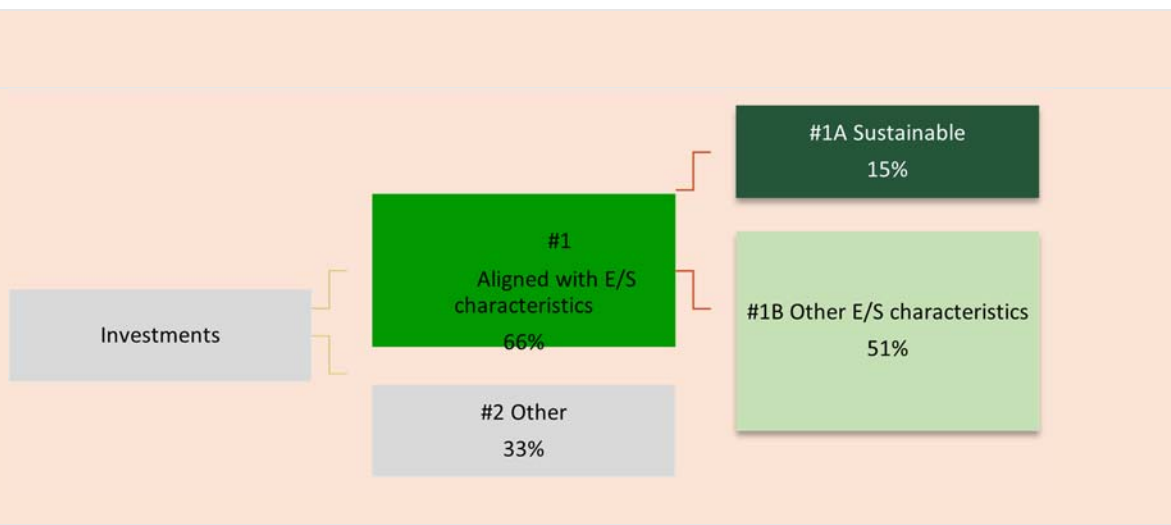 Investments
#1
Aligned with E/S
characteristics
66%
#2 Other
33%
#1A Sustainable
15%
#1B Other E/S characteristics
51%